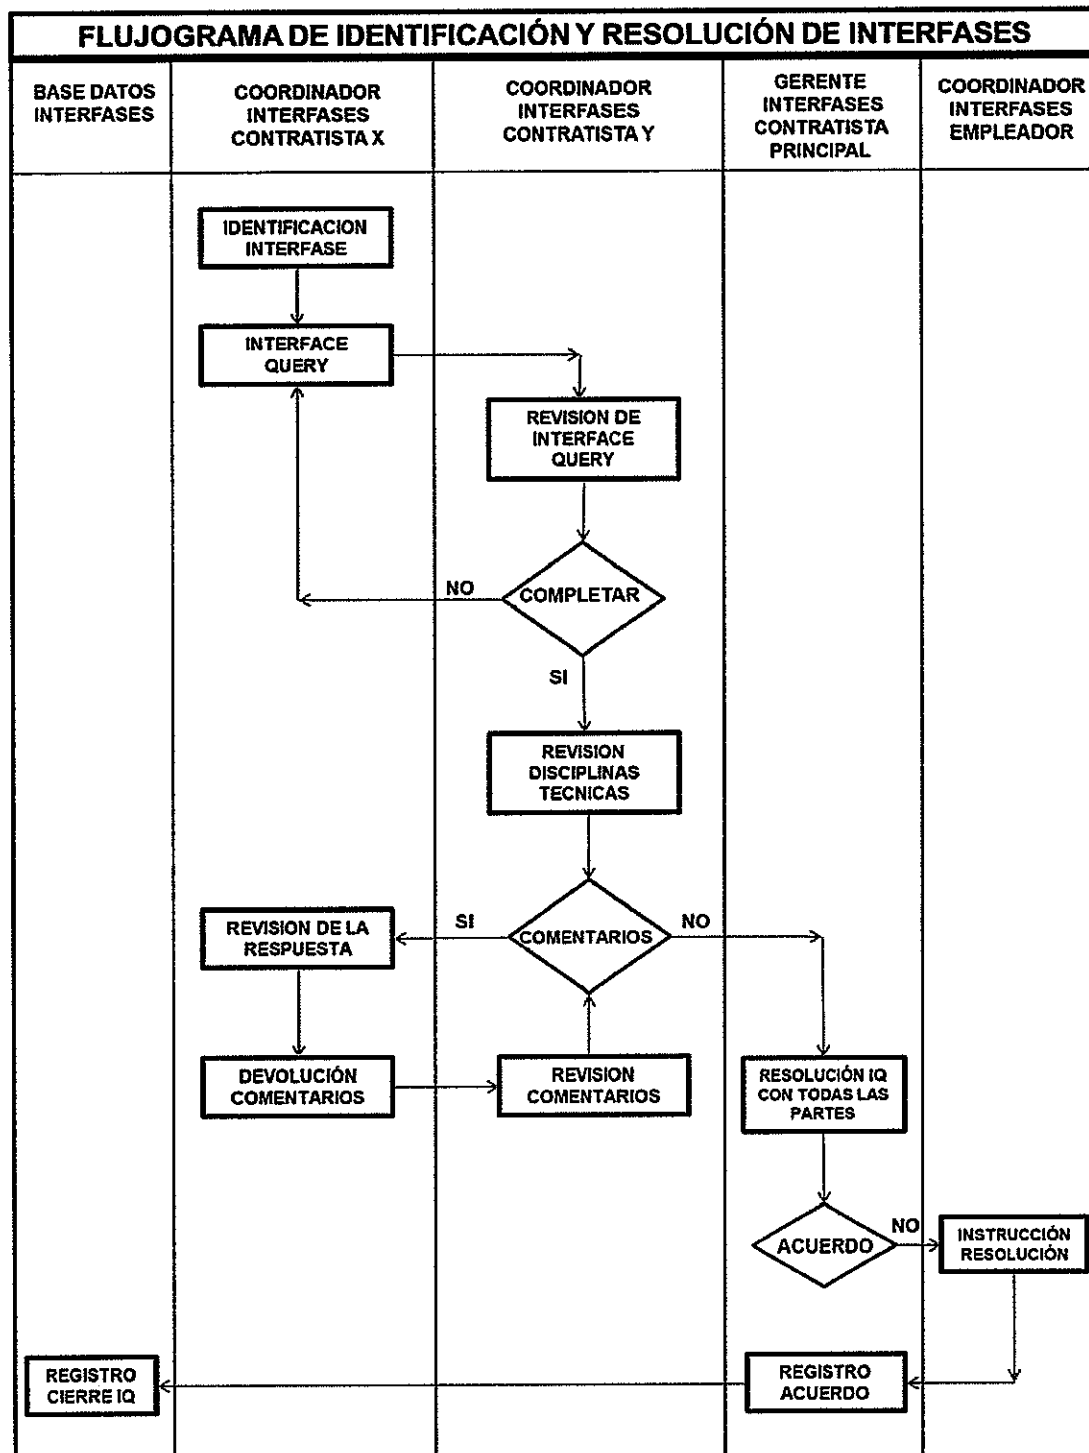 FLUJOGRAMA DE IDENTIFICACIÓN Y RESOLUCIÓN DE INTERFASES
BASE DATOS
INTERFASES
COORDINADOR
INTERFASES
CONTRATISTA X
COORDINADOR
INTERFASES
CONTRATISTA Y
GERENTE
INTERFASES
CONTRATISTA
PRINCIPAL
COORDINADOR
INTERFASES
EMPLEADOR
IDENTIFICACION
INTERFASE
INTERFACE
QUERY
REVISION DE
INTERFACE
QUERY
NO
COMPLETAR
SI
REVISION
DISCIPLINAS
TECNICAS
REVISION DE LA
RESPUESTA
SI
COMENTARIOS
NO
DEVOLUCIÓN
COMENTARIOS
REVISION
COMENTARIOS
RESOLUCIÓN IQ
CON TODAS LAS
PARTES
ACUERDO
NO
INSTRUCCIÓN
RESOLUCIÓN
REGISTRO
CIERRE IQ
REGISTRO
ACUERDO